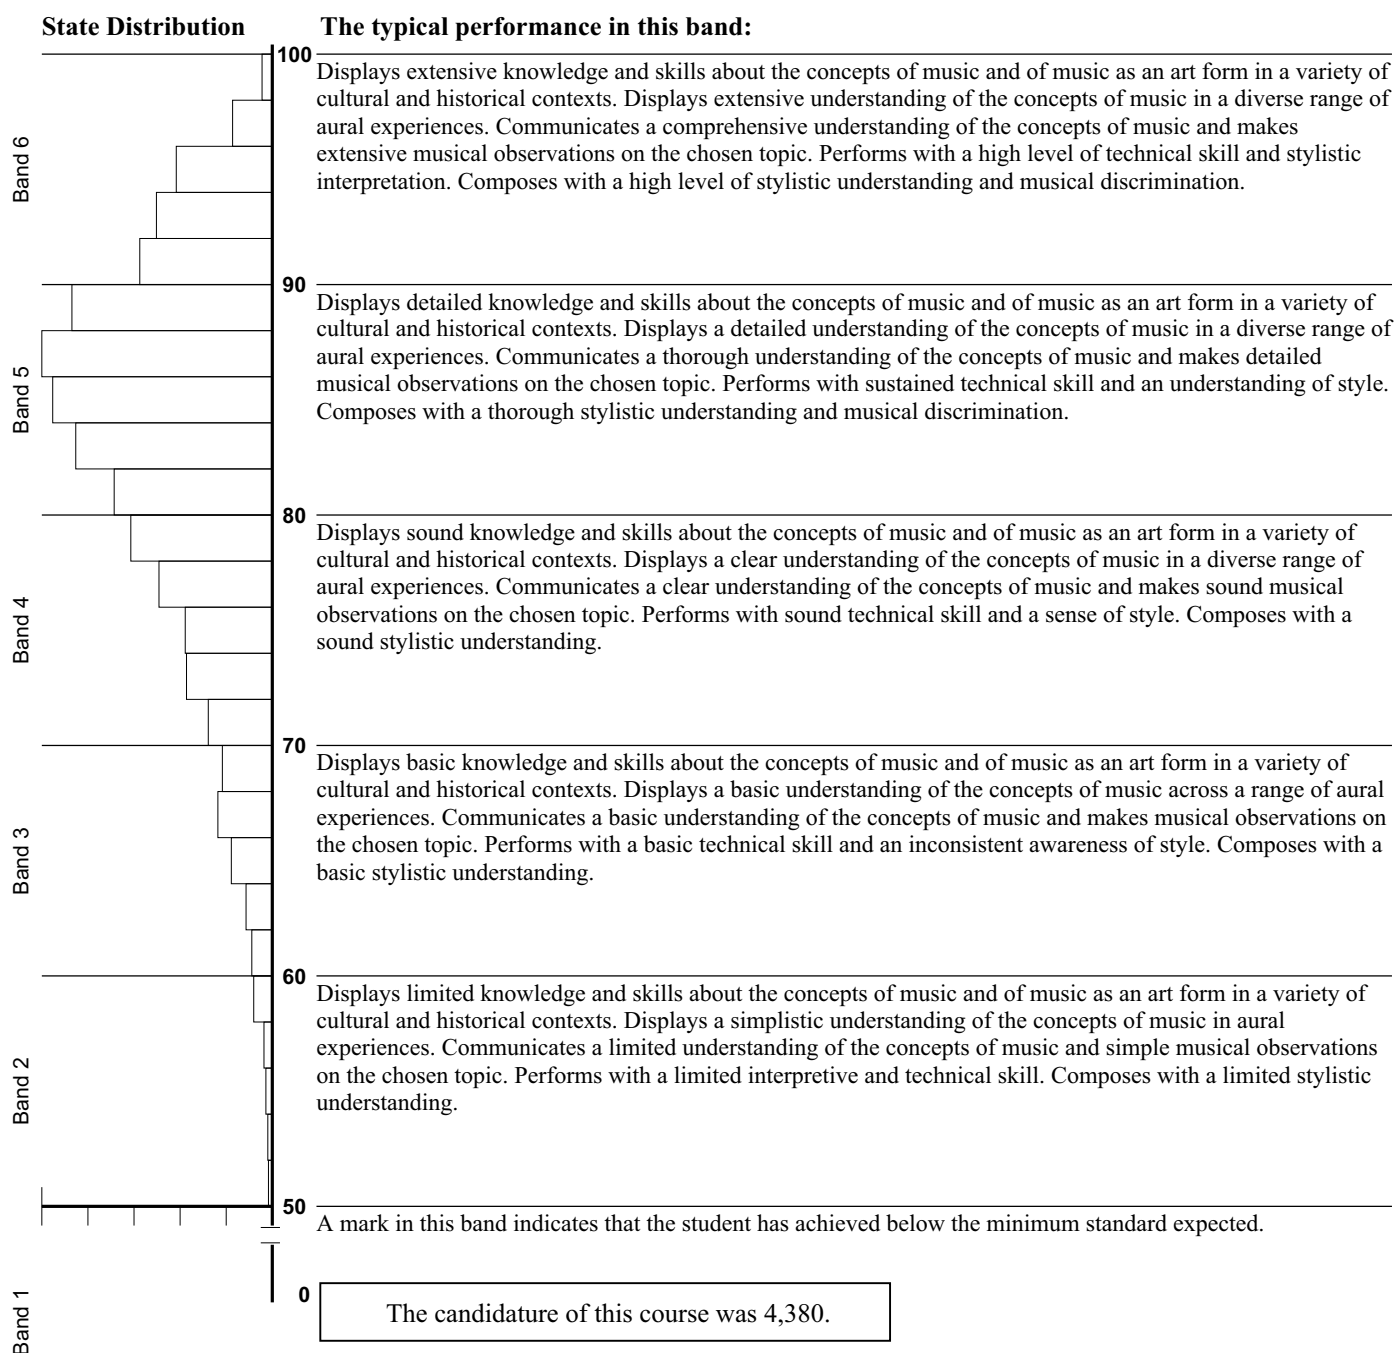 State Distribution
The typical performance in this band:
100
Band 6
Displays extensive knowledge and skills about the concepts of music and of music as an art form in a variety of
cultural and historical contexts. Displays extensive understanding of the concepts of music in a diverse range of
aural experiences. Communicates a comprehensive understanding of the concepts of music and makes
extensive musical observations on the chosen topic. Performs with a high level of technical skill and stylistic
interpretation. Composes with a high level of stylistic understanding and musical discrimination.
90
Band 5
Displays detailed knowledge and skills about the concepts of music and of music as an art form in a variety of
cultural and historical contexts. Displays a detailed understanding of the concepts of music in a diverse range of
aural experiences. Communicates a thorough understanding of the concepts of music and makes detailed
musical observations on the chosen topic. Performs with sustained technical skill and an understanding of style.
Composes with a thorough stylistic understanding and musical discrimination.
80
Band 4
Displays sound knowledge and skills about the concepts of music and of music as an art form in a variety of
cultural and historical contexts. Displays a clear understanding of the concepts of music in a diverse range of
aural experiences. Communicates a clear understanding of the concepts of music and makes sound musical
observations on the chosen topic. Performs with sound technical skill and a sense of style. Composes with a
sound stylistic understanding.
70
Band 3
Displays basic knowledge and skills about the concepts of music and of music as an art form in a variety of
cultural and historical contexts. Displays a basic understanding of the concepts of music across a range of aural
experiences. Communicates a basic understanding of the concepts of music and makes musical observations on
the chosen topic. Performs with a basic technical skill and an inconsistent awareness of style. Composes with a
basic stylistic understanding.
60
Band 2
Displays limited knowledge and skills about the concepts of music and of music as an art form in a variety of
cultural and historical contexts. Displays a simplistic understanding of the concepts of music in aural
experiences. Communicates a limited understanding of the concepts of music and simple musical observations
on the chosen topic. Performs with a limited interpretive and technical skill. Composes with a limited stylistic
understanding.
50
A mark in this band indicates that the student has achieved below the minimum standard expected.
Band 1
0
The candidature of this course was 4,380.